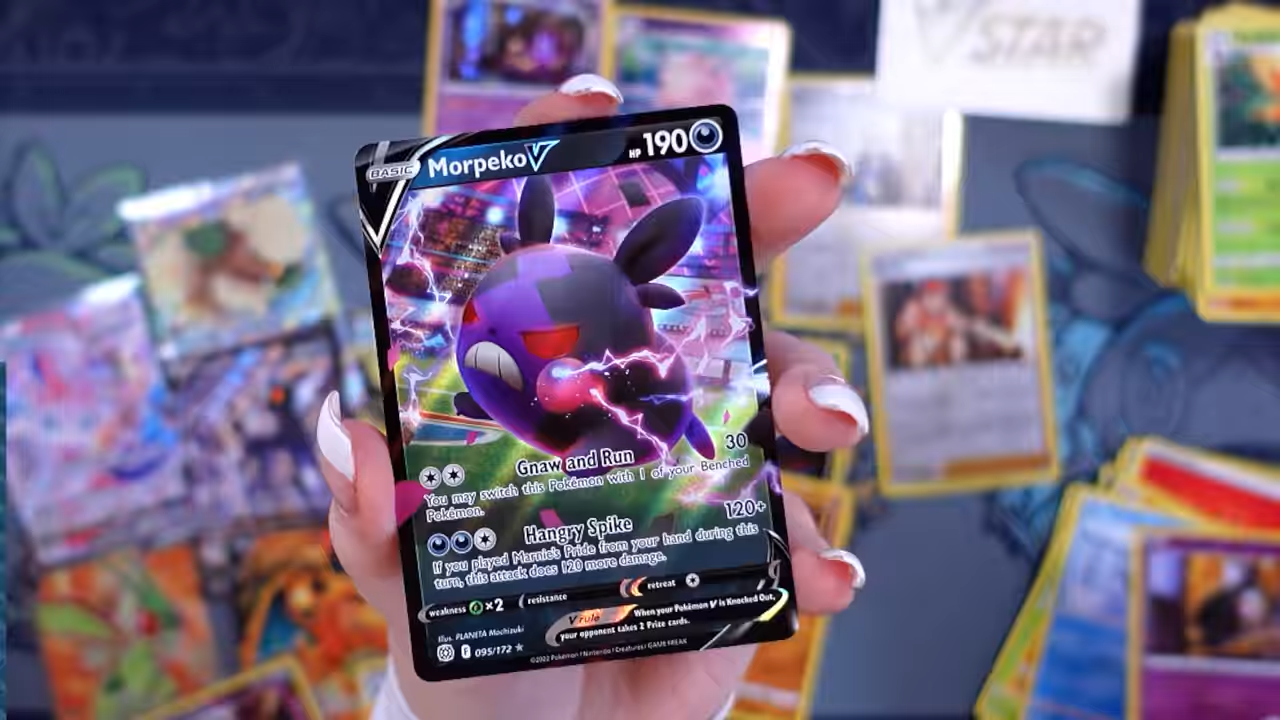 V STAR
BASIC
Morpeko V
HP 190
Gnaw and Run 30
You may switch this Pokémon with 1 of your Benched
Pokémon.
Hangry Spike 120+
If you played Marnie's Pride from your hand during this
turn, this attack does 120 more damage.
weakness ×2 resistance retreat
V rule When your Pokémon V is Knocked Out,
your opponent takes 2 Prize cards.
Illus. PLANETA Mochizuki
F 095/172 ★
©2022 Pokémon / Nintendo / Creatures / GAME FREAK